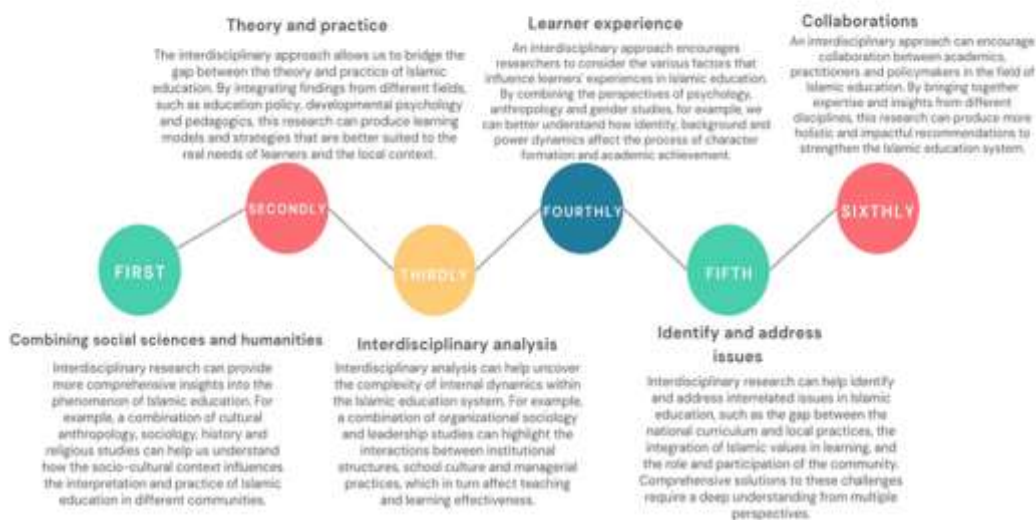 Theory and practice
The interdisciplinary approach allows us to bridge the
gap between the theory and practice of Islamic
education. By integrating findings from different fields,
such as education policy, developmental psychology
and pedagogics, this research can produce learning
models and strategies that are better suited to the
real needs of learners and the local context.
Learner experience
An interdisciplinary approach encourages
researchers to consider the various factors that
influence learners' experiences in Islamic education.
By combining the perspectives of psychology,
anthropology and gender studies, for example, we
can better understand how identity, background and
power dynamics affect the process of character
formation and academic achievement.
Collaborations
An interdisciplinary approach can encourage
collaboration between academics,
practitioners and policymakers in the field of
Islamic education. By bringing together
expertise and insights from different
disciplines, this research can produce more
holistic and impactful recommendations to
strengthen the Islamic education system.
FIRST
SECONDLY
THIRDLY
FOURTHLY
FIFTH
SIXTHLY
Combining social sciences and humanities
Interdisciplinary research can provide
more comprehensive insights into the
phenomenon of Islamic education. For
example, a combination of cultural
anthropology, sociology, history and
religious studies can help us understand
how the socio-cultural context influences
the interpretation and practice of Islamic
education in different communities.
Interdisciplinary analysis
Interdisciplinary analysis can help uncover
the complexity of internal dynamics within
the Islamic education system. For example,
a combination of organizational sociology
and leadership studies can highlight the
interactions between institutional
structures, school culture and managerial
practices, which in turn affect teaching
and learning effectiveness.
Identify and address
issues
Interdisciplinary research can help identify
and address interrelated issues in Islamic
education, such as the gap between the
national curriculum and local practices, the
integration of Islamic values in learning, and
the role and participation of the community.
Comprehensive solutions to these challenges
require a deep understanding from multiple
perspectives.